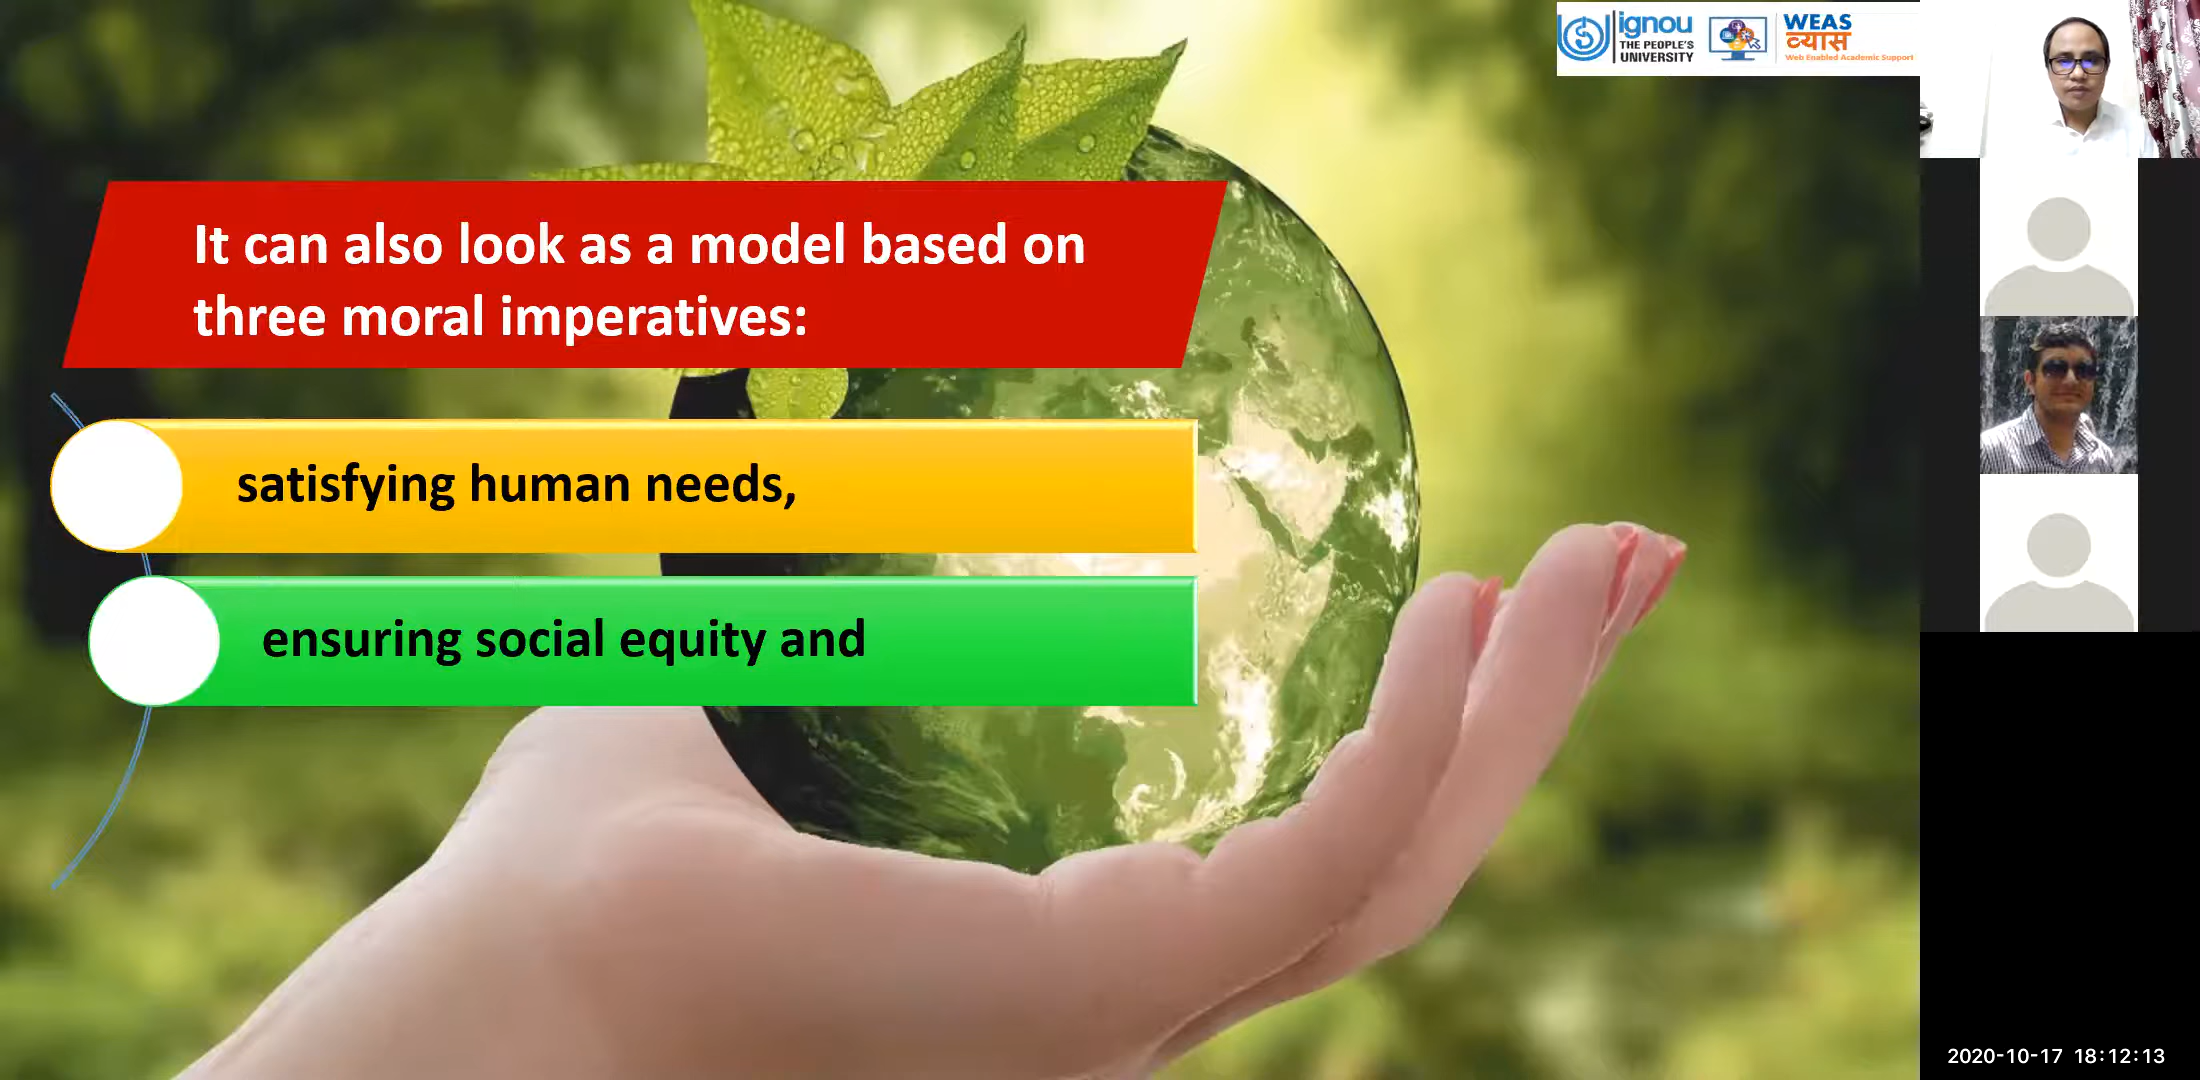 ignou
THE PEOPLE'S
UNIVERSITY
WEAS
व्यास
Web Enabled Academic Support
It can also look as a model based on
three moral imperatives:
satisfying human needs,
ensuring social equity and
2020-10-17 18:12:13